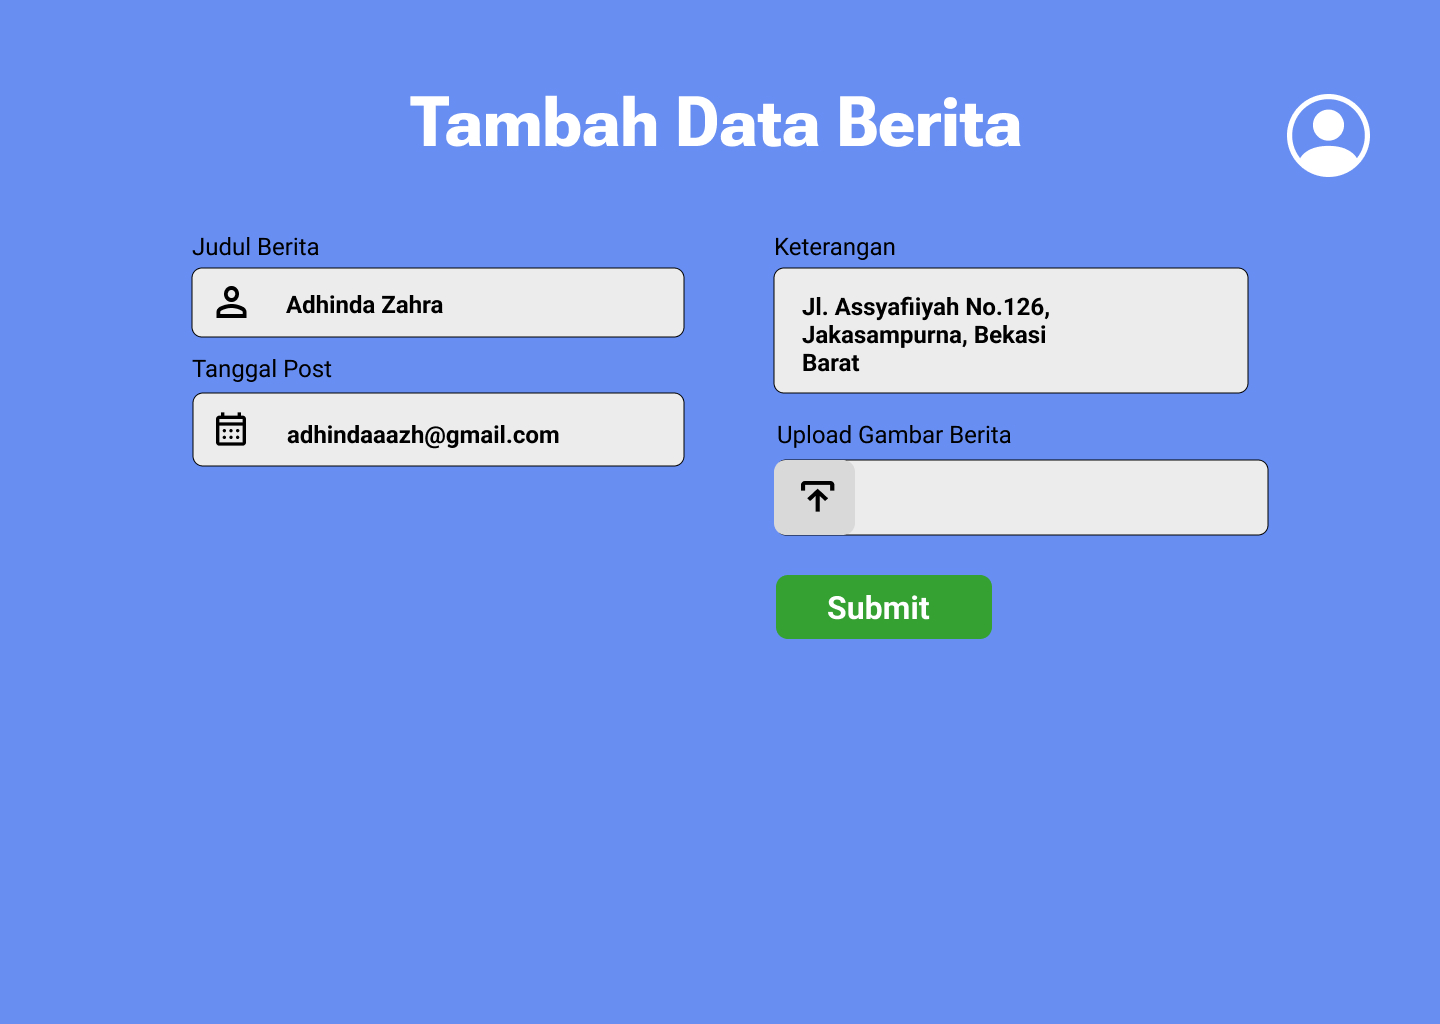 Tambah Data Berita
Judul Berita
Adhinda Zahra
Tanggal Post
adhindaaazh@gmail.com
Keterangan
Jl. Assyafiiyah No.126,
Jakasampurna, Bekasi
Barat
Upload Gambar Berita
Submit